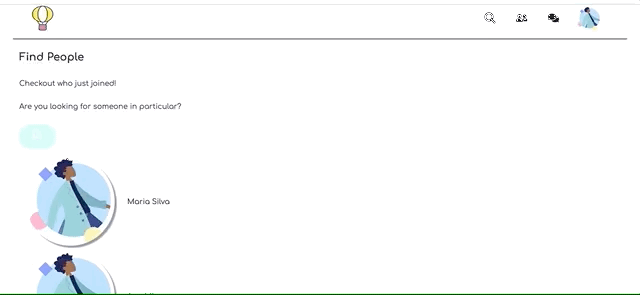 Find People
Checkout who just joined!
Are you looking for someone in particular?
Maria Silva